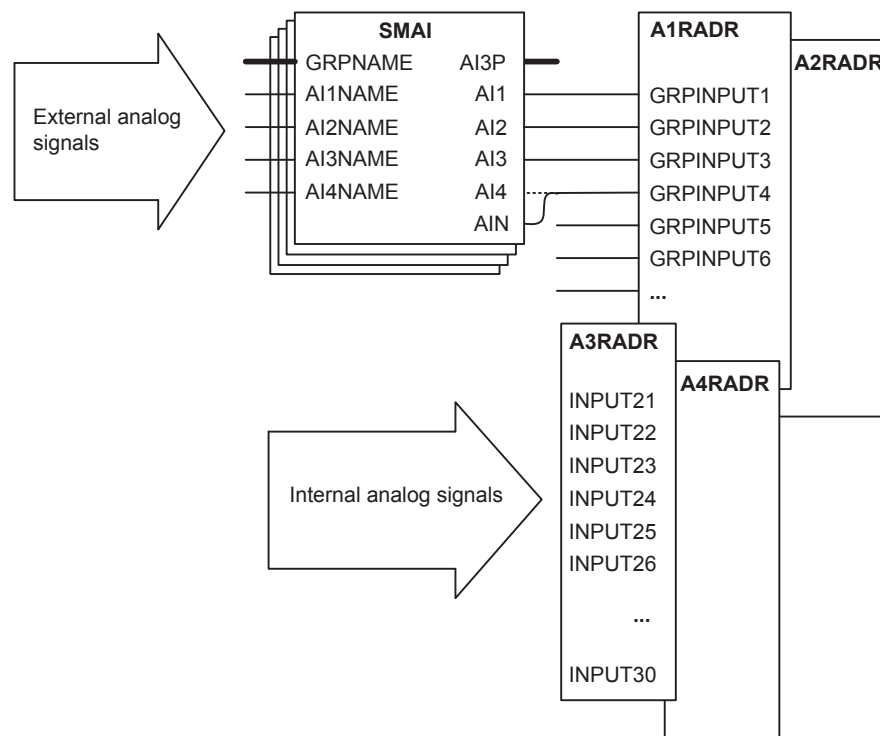 SMAI
GRPNAME AI3P
AI1NAME AI1
AI2NAME AI2
AI3NAME AI3
AI4NAME AI4
AIN
External analog
signals
A1RADR
GRPINPUT1
GRPINPUT2
GRPINPUT3
GRPINPUT4
GRPINPUT5
GRPINPUT6
...
A2RADR
A3RADR
INPUT21
INPUT22
INPUT23
INPUT24
INPUT25
INPUT26
...
INPUT30
A4RADR
Internal analog signals